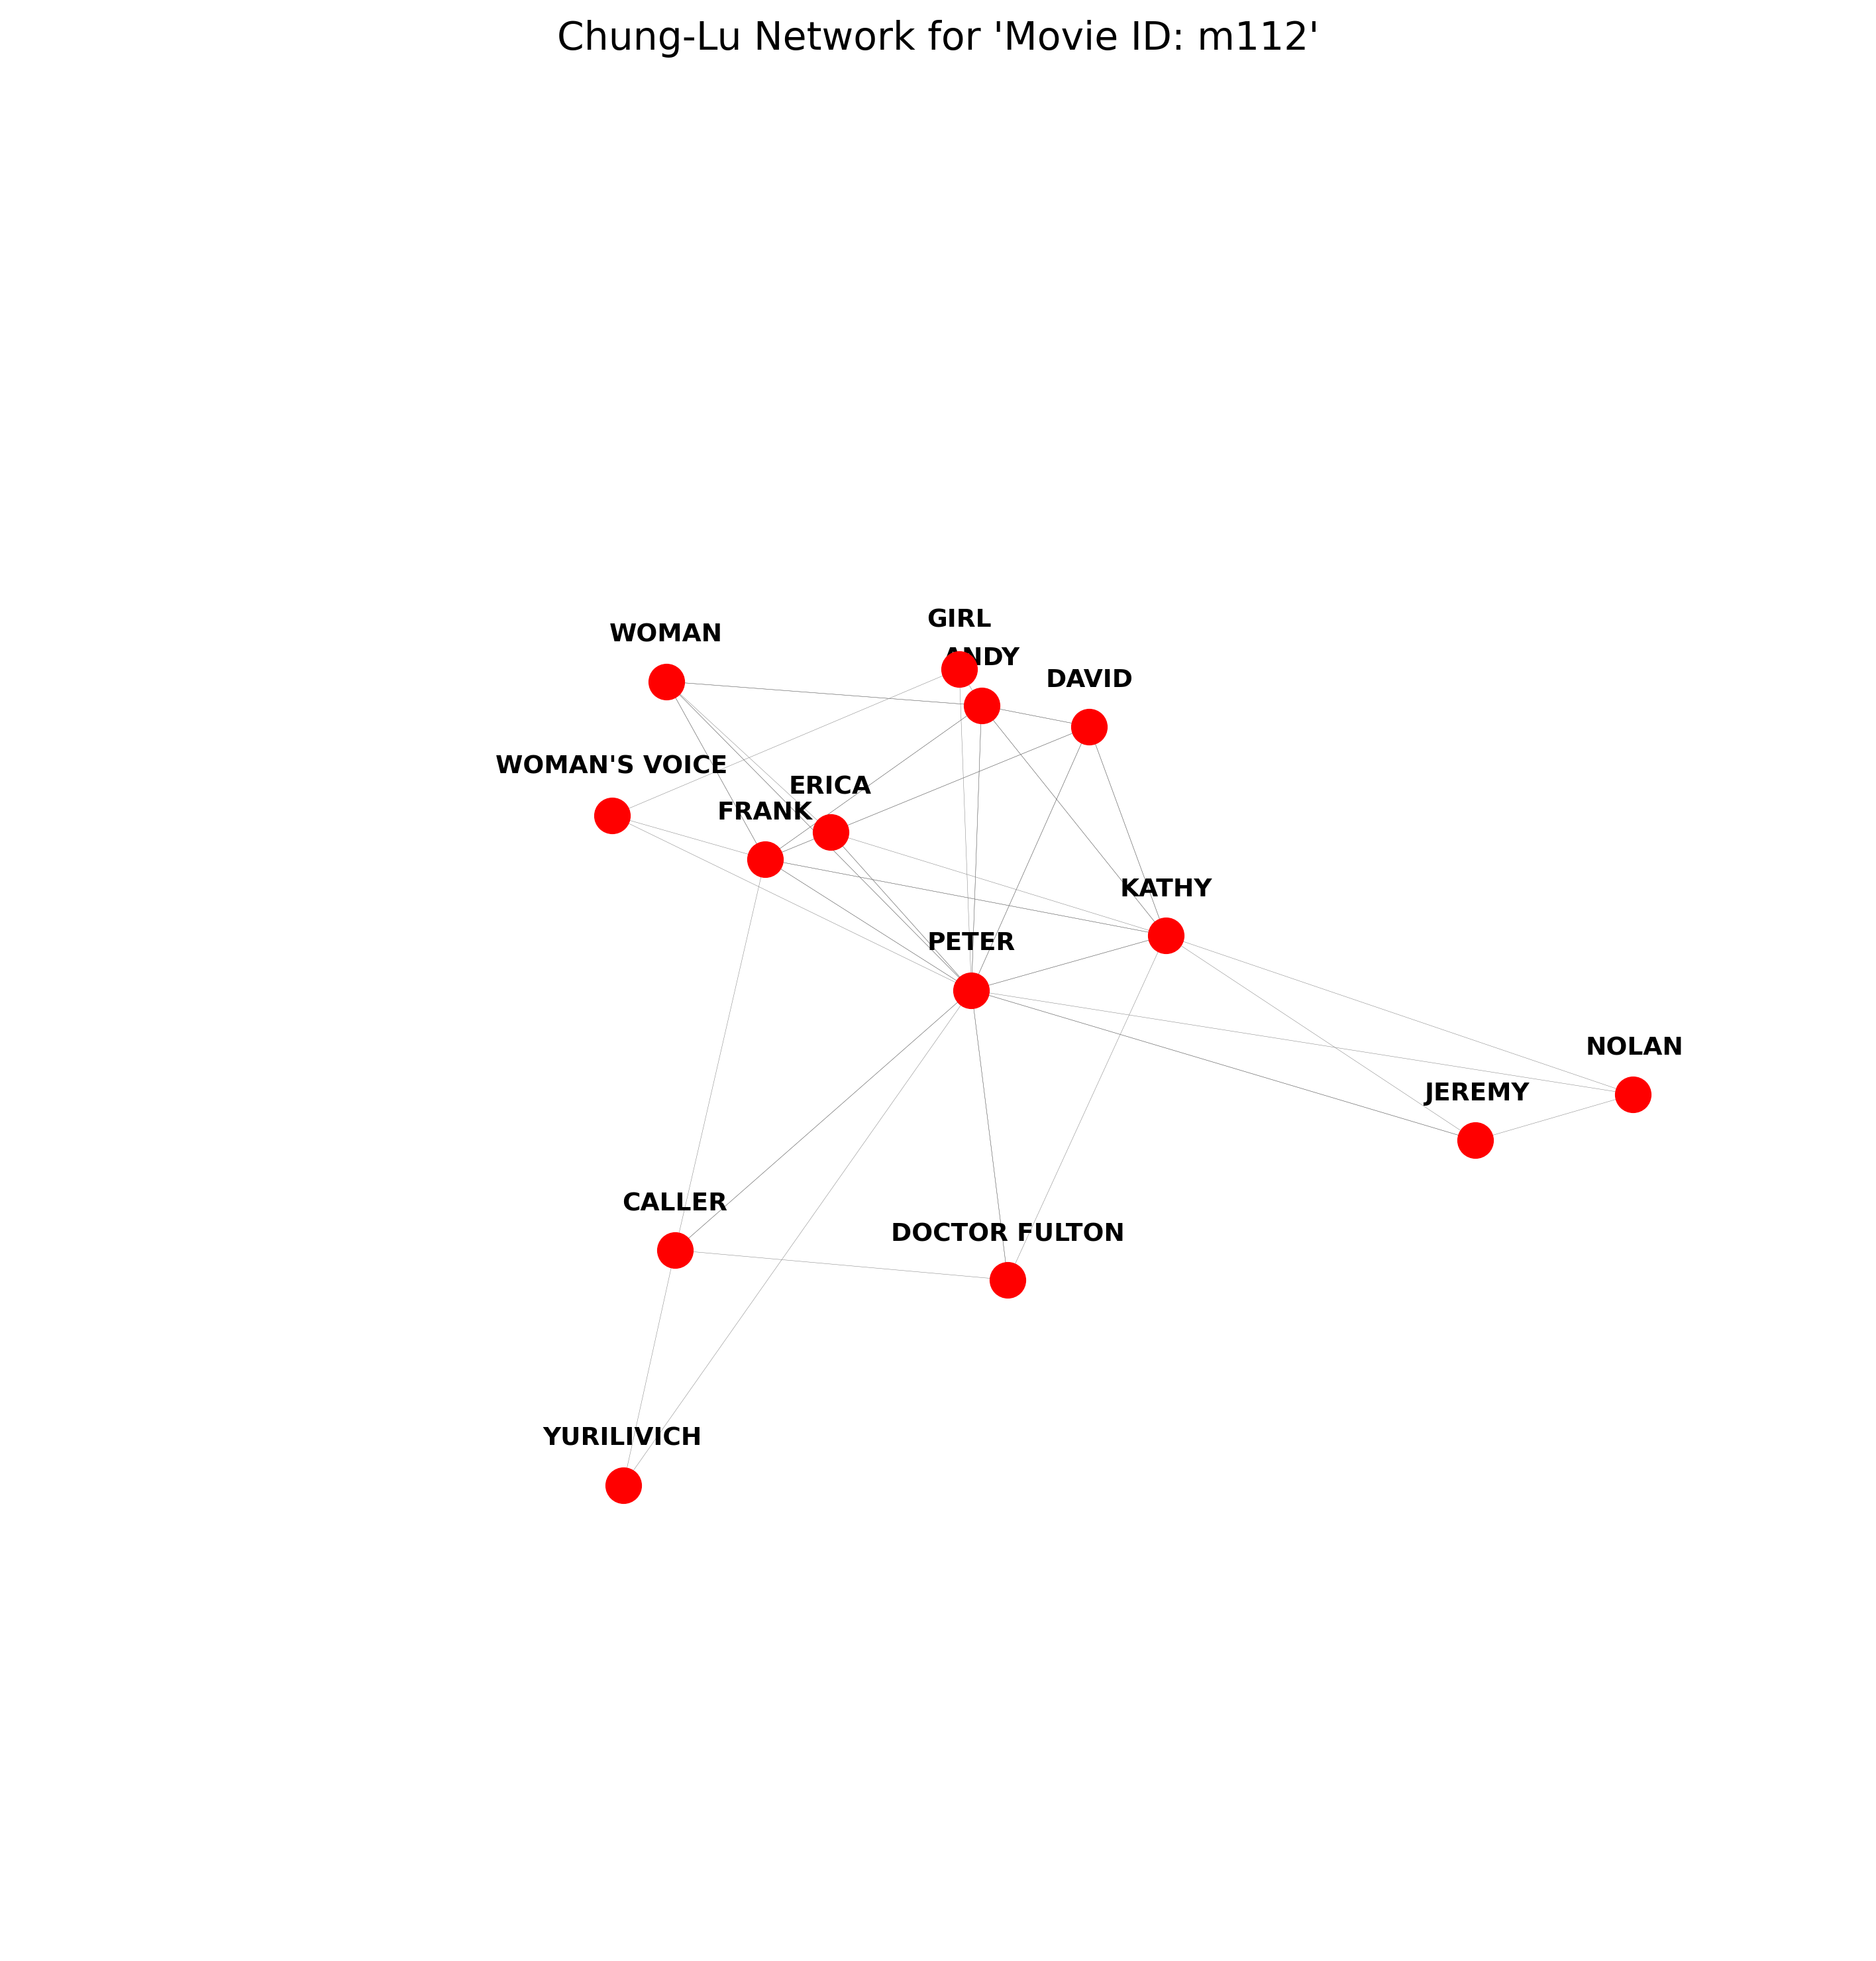 Chung-Lu Network for 'Movie ID: m112'
GIRL
WOMAN
ANDY
DAVID
WOMAN'S VOICE
ERICA
FRANK
KATHY
PETER
NOLAN
JEREMY
CALLER
DOCTOR FULTON
YURILIVICH